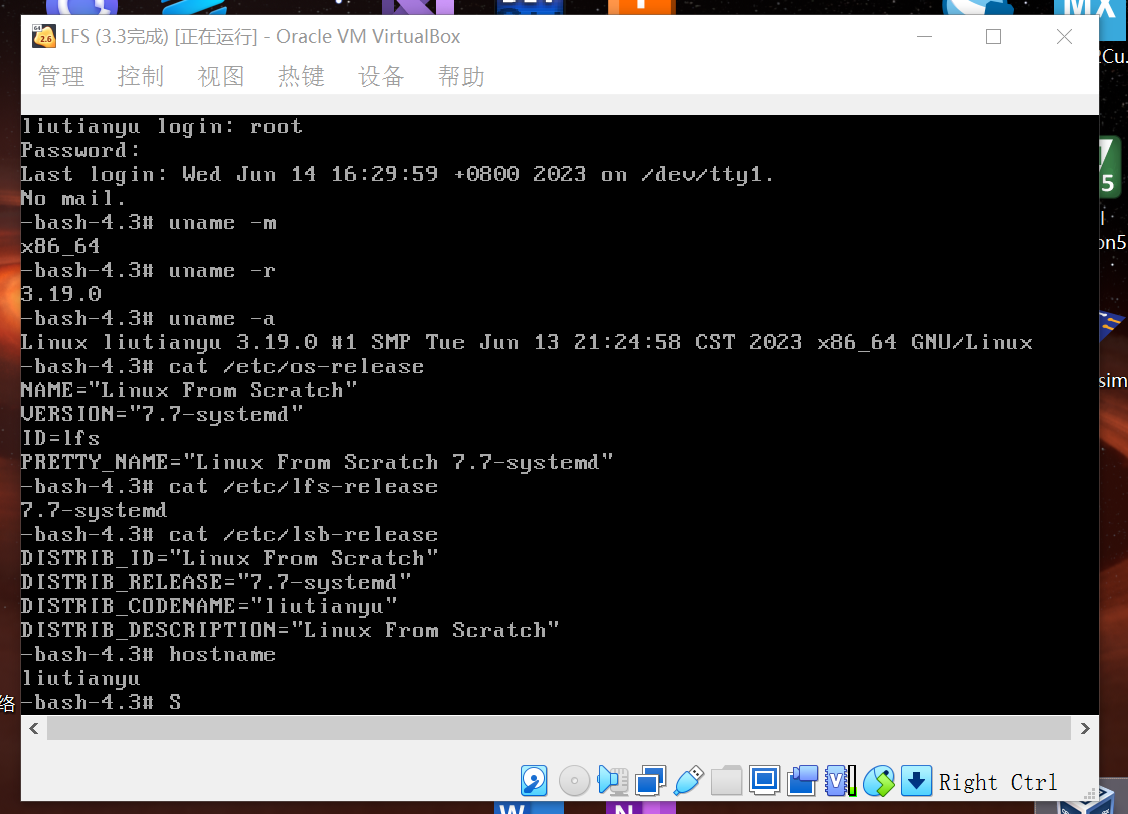 LFS (3.3完成) [正在运行] - Oracle VM VirtualBox
管理 控制 视图 热键 设备 帮助
liutianyu login: root
Password:
Last login: Wed Jun 14 16:29:59 +0800 2023 on /dev/tty1.
No mail.
-bash-4.3# uname -m
x86_64
-bash-4.3# uname -r
3.19.0
-bash-4.3# uname -a
Linux liutianyu 3.19.0 #1 SMP Tue Jun 13 21:24:58 CST 2023 x86_64 GNU/Linux
-bash-4.3# cat /etc/os-release
NAME="Linux From Scratch"
VERSION="7.7-systemd"
ID=lfs
PRETTY_NAME="Linux From Scratch 7.7-systemd"
-bash-4.3# cat /etc/lfs-release
7.7-systemd
-bash-4.3# cat /etc/lsb-release
DISTRIB_ID="Linux From Scratch"
DISTRIB_RELEASE="7.7-systemd"
DISTRIB_CODENAME="liutianyu"
DISTRIB_DESCRIPTION="Linux From Scratch"
-bash-4.3# hostname
liutianyu
-bash-4.3# S
Right Ctrl
MX
5
on5
sim
络
W
N